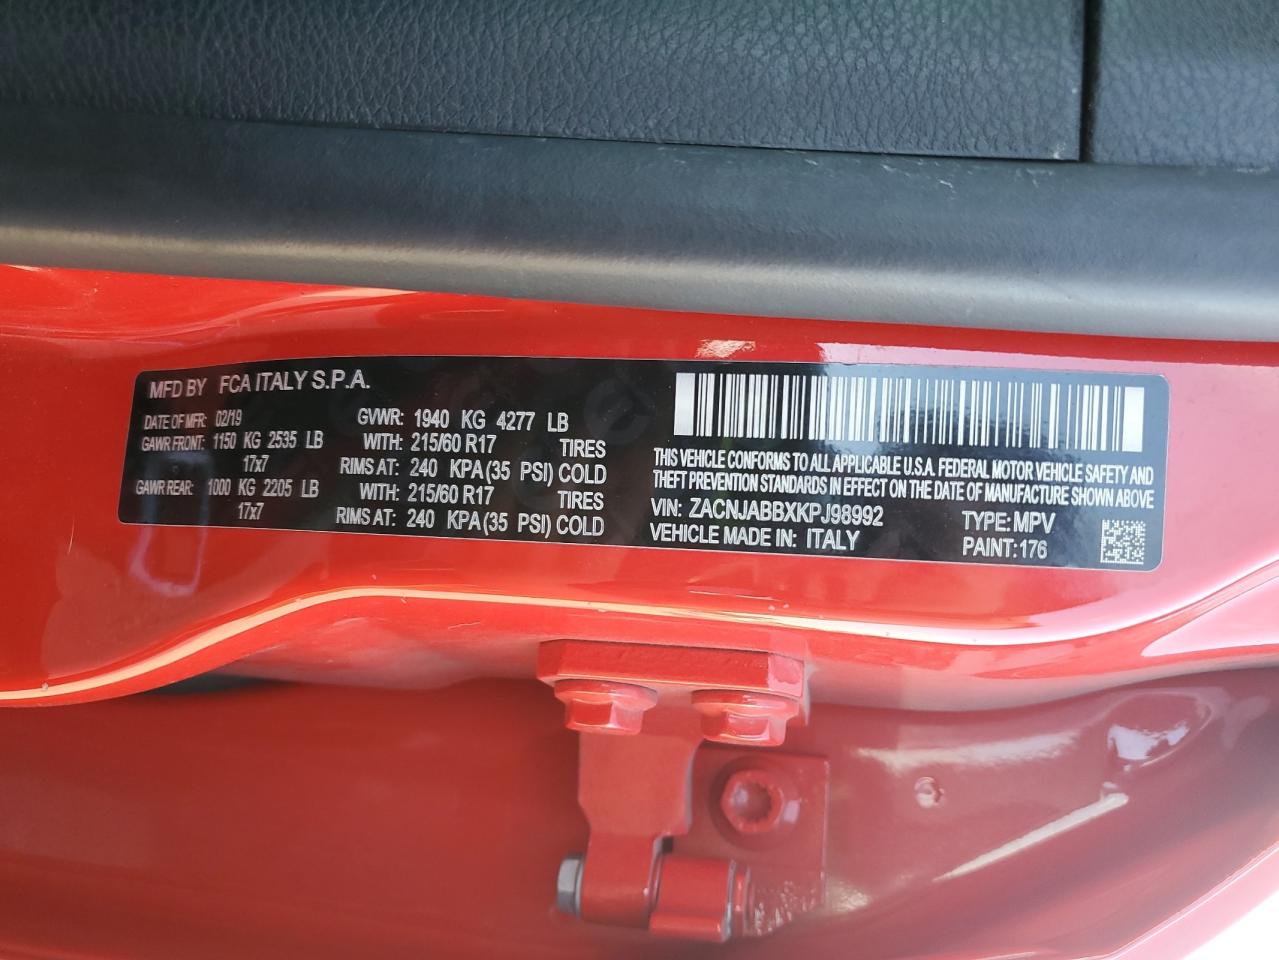 MFD BY FCA ITALY S.P.A.
DATE OF MFR: 02/19 GVWR: 1940 KG 4277 LB
GAWR FRONT: 1150 KG 2535 LB WITH: 215/60 R17 TIRES
17x7 RIMS AT: 240 KPA(35 PSI) COLD
GAWR REAR: 1000 KG 2205 LB WITH: 215/60 R17 TIRES
17x7 RIMS AT: 240 KPA(35 PSI) COLD
THIS VEHICLE CONFORMS TO ALL APPLICABLE U.S.A. FEDERAL MOTOR VEHICLE SAFETY AND
THEFT PREVENTION STANDARDS IN EFFECT ON THE DATE OF MANUFACTURE SHOWN ABOVE
VIN: ZACNJABBXKPJ98992 TYPE: MPV
VEHICLE MADE IN: ITALY PAINT: 176